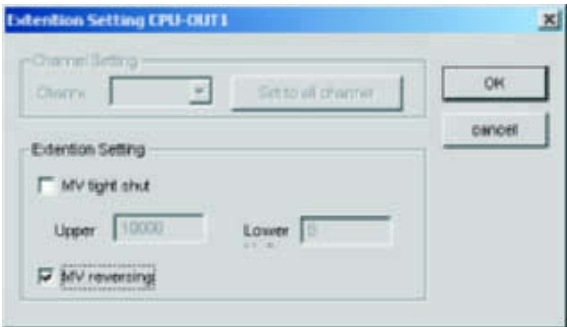 Extention Setting CPU-OUT1
Channel Setting
Channe
Set to all channel
OK
cancel
Extention Setting
MV tight shut
Upper 10000
Lower 0
MV reversing